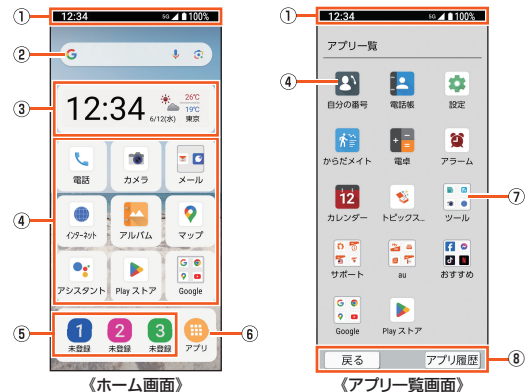 ① 12:34 5G 100%
②
③ 12:34 26℃ 19℃
6/12(水) 東京
④
電話 カメラ メール
インターネット アルバム マップ
アシスタント Play ストア Google
⑤ 1 2 3 ⑥
未登録 未登録 未登録 アプリ
《ホーム画面》
① 12:34 5G 100%
アプリ一覧
④
自分の番号 電話帳 設定
からだメイト 電卓 アラーム
12
カレンダー トピックス... ツール ⑦
サポート au おすすめ
Google Play ストア
戻る アプリ履歴 ⑧
《アプリ一覧画面》